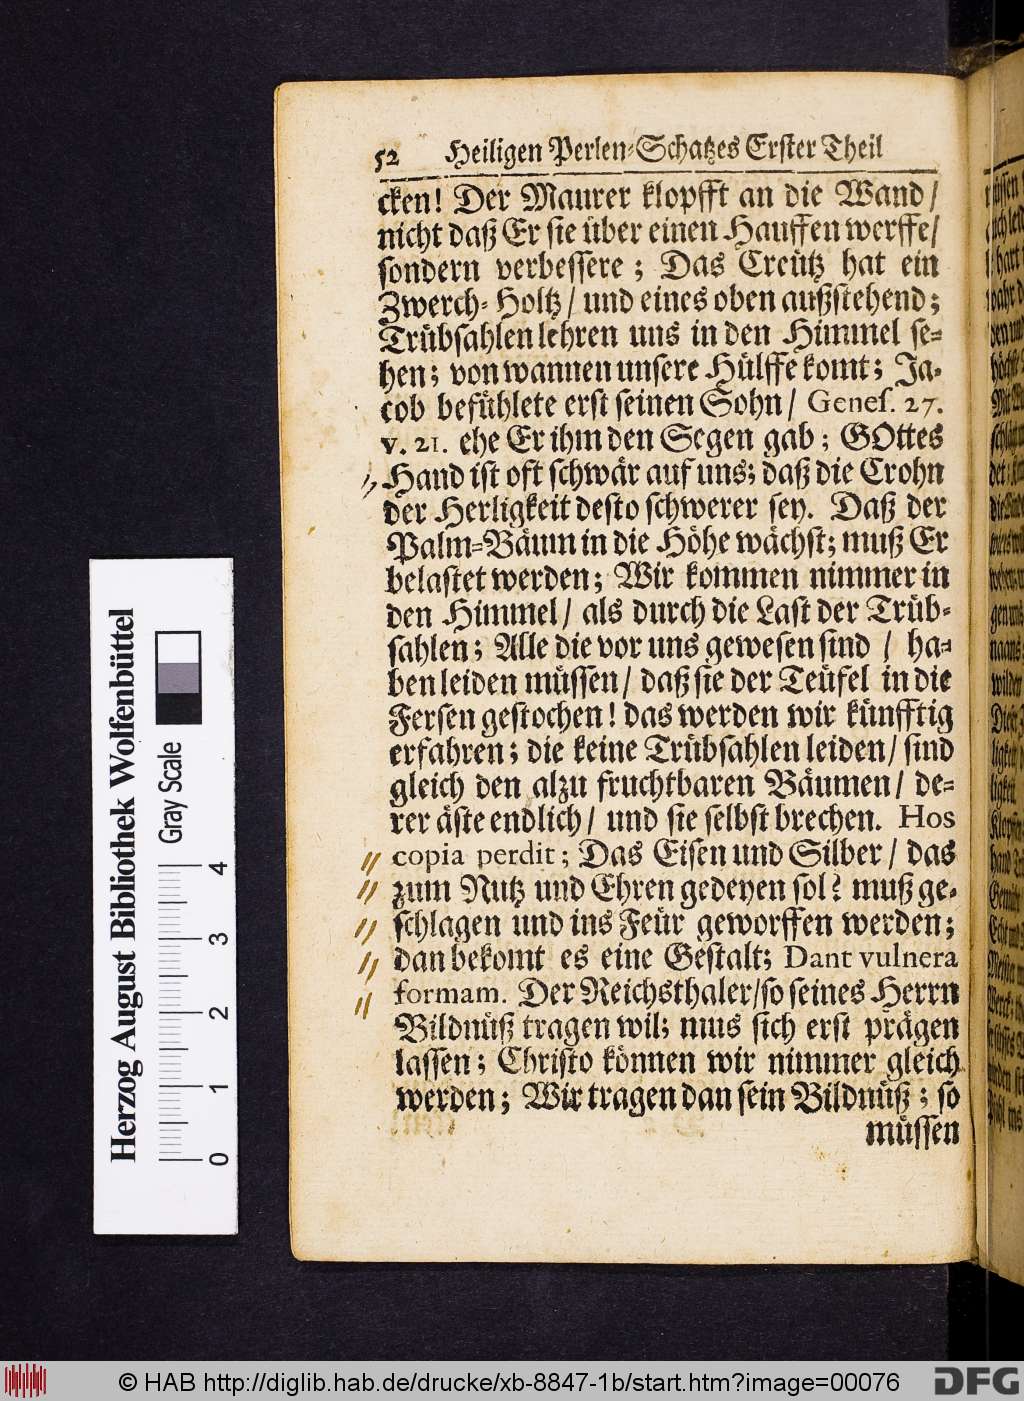 52 Heiligen Perlen-Schatzes Erster Theil
cken! Der Maurer klopfft an die Wand /
nicht daß Er sie über einen Hauffen werffe/
sondern verbessere ; Das Creütz hat ein
Zwerch-Holtz / und eines oben außstehend ;
Trübsahlen lehren uns in den Himmel se-
hen ; von wannen unsere Hülffe komt ; Ja-
cob befühlete erst seinen Sohn / Genes. 27.
v. 21. ehe Er ihm den Segen gab ; GOttes
Hand ist oft schwär auf uns; daß die Crohn
der Herligkeit desto schwerer sey. Daß der
Palm-Bäum in die Höhe wächst; muß Er
belastet werden ; Wir kommen nimmer in
den Himmel / als durch die Last der Trüb-
sahlen ; Alle die vor uns gewesen sind / ha-
ben leiden müssen / daß sie der Teüfel in die
Fersen gestochen! das werden wir künfftig
erfahren ; die keine Trübsahlen leiden / sind
gleich den alzu fruchtbaren Bäumen / de-
rer äste endlich / und sie selbst brechen. Hos
copia perdit ; Das Eisen und Silber / das
zum Nutz und Ehren gedeyen sol? muß ge-
schlagen und ins Feür geworffen werden ;
dan bekomt es eine Gestalt; Dant vulnera
formam. Der Reichsthaler/so seines Herrn
Bildnüß tragen wil; mus sich erst prägen
lassen ; Christo können wir nimmer gleich
werden ; Wir tragen dan sein Bildnüß ; so
müssen
Herzog August Bibliothek Wolfenbüttel
Gray Scale
0 1 2 3 4
© HAB http://diglib.hab.de/drucke/xb-8847-1b/start.htm?image=00076
DFG